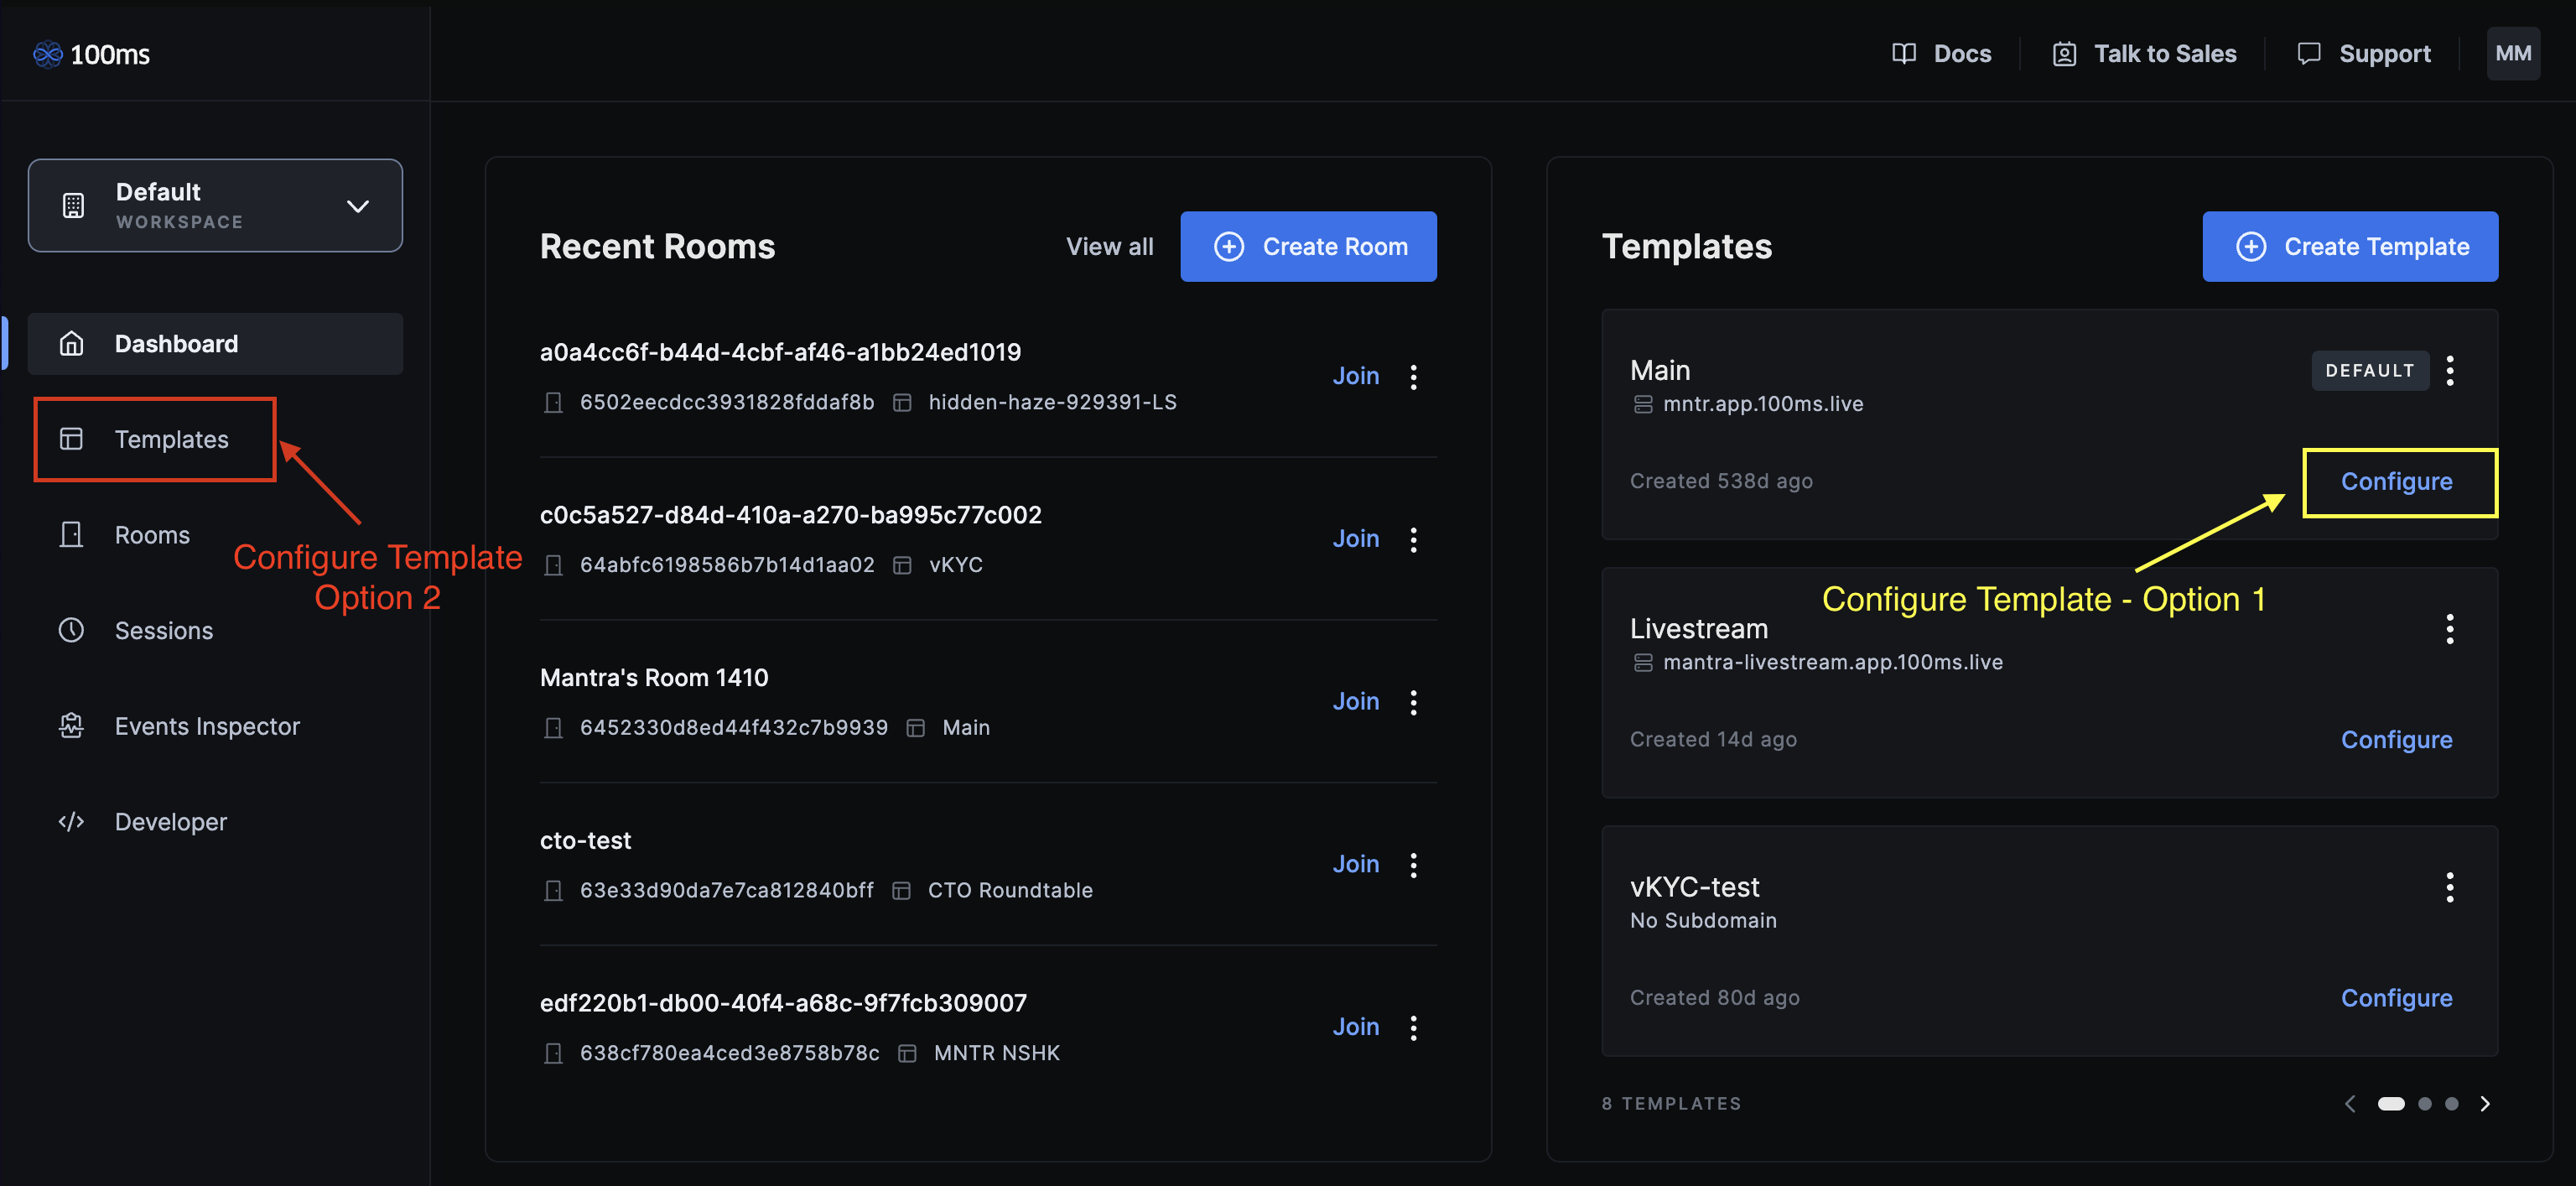 100ms
Docs
Talk to Sales
Support
MM
Default
WORKSPACE
Dashboard
Templates
Rooms
Configure Template
Option 2
Sessions
Events Inspector
Developer
Recent Rooms
View all
Create Room
a0a4cc6f-b44d-4cbf-af46-a1bb24ed1019
6502eecdcc3931828fddaf8b
hidden-haze-929391-LS
Join
c0c5a527-d84d-410a-a270-ba995c77c002
64abfc6198586b7b14d1aa02
vKYC
Join
Mantra's Room 1410
6452330d8ed44f432c7b9939
Main
Join
cto-test
63e33d90da7e7ca812840bff
CTO Roundtable
Join
edf220b1-db00-40f4-a68c-9f7fcb309007
638cf780ea4ced3e8758b78c
MNTR NSHK
Join
Templates
Create Template
Main
DEFAULT
mntr.app.100ms.live
Created 538d ago
Configure
Configure Template - Option 1
Livestream
mantra-livestream.app.100ms.live
Created 14d ago
Configure
vKYC-test
No Subdomain
Created 80d ago
Configure
8 TEMPLATES